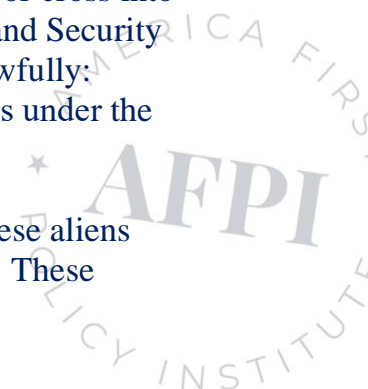 or cross into
and Security
wfully:
s under the
ese aliens
These
AMERICA FIRST
AFPI
POLICY INSTITUTE